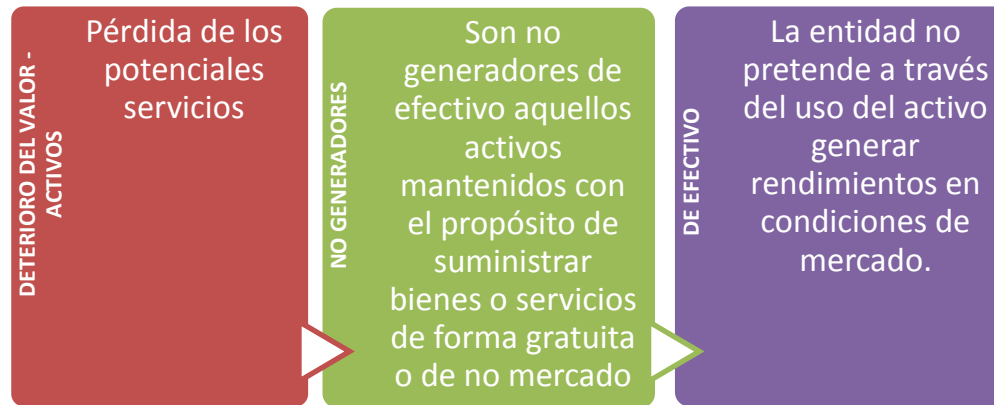 DETERIORO DEL VALOR -
ACTIVOS
Pérdida de los
potenciales
servicios
NO GENERADORES
Son no
generadores de
efectivo aquellos
activos
mantenidos con
el propósito de
suministrar
bienes o servicios
de forma gratuita
o de no mercado
DE EFECTIVO
La entidad no
pretende a través
del uso del activo
generar
rendimientos en
condiciones de
mercado.